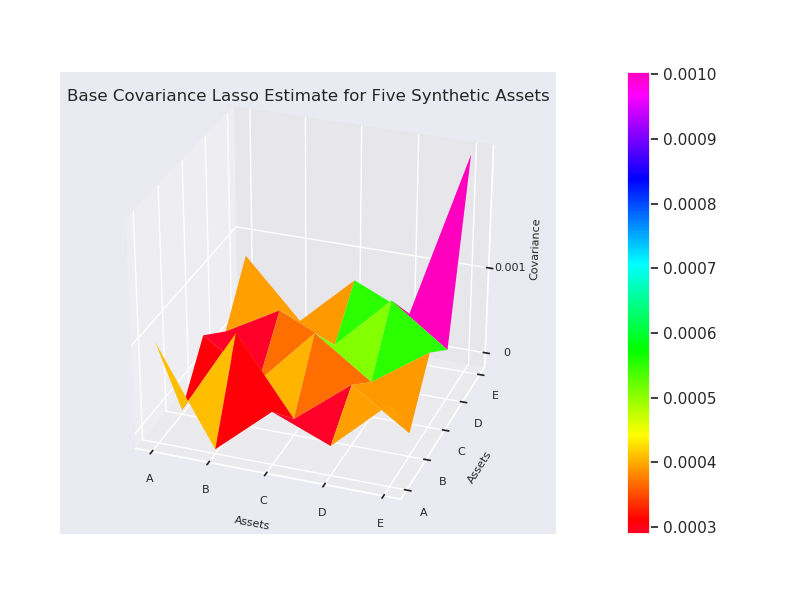 Base Covariance Lasso Estimate for Five Synthetic Assets
0.0010
0.0009
0.0008
0.0007
0.0006
0.0005
0.0004
0.0003
Covariance
0.001
0
E
D
C
B
A
Assets
A
B
C
D
E
Assets